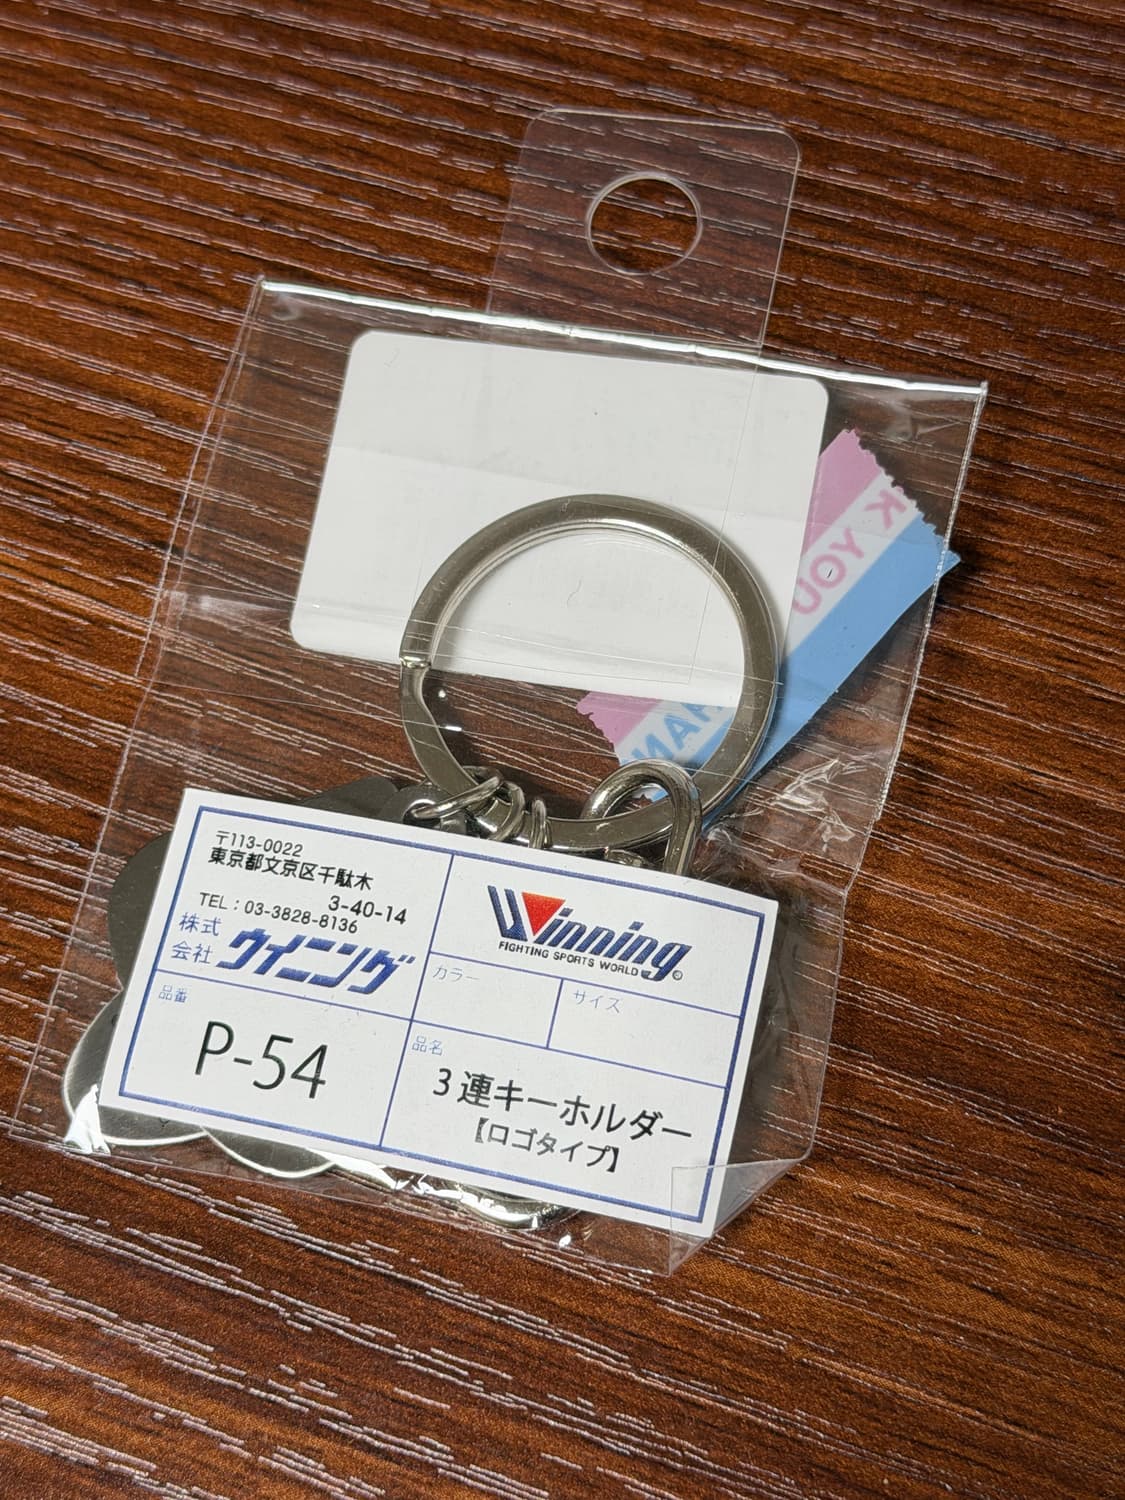 K YOU
HAN
〒113-0022
東京都文京区千駄木
3-40-14
TEL：03-3828-8136
株式
会社 ウイニング
Winning
FIGHTING SPORTS WORLD
®
カラー
サイズ
品番
P-54
品名
3連キーホルダー
【ロゴタイプ】